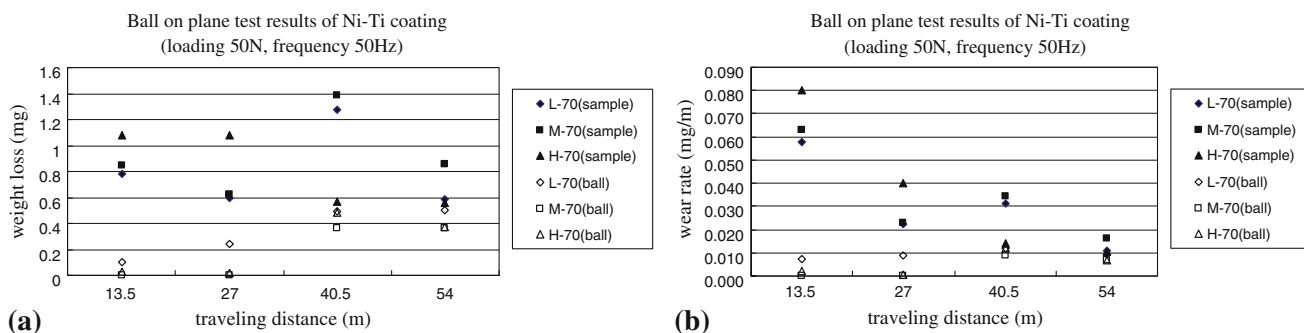 Ball on plane test results of Ni-Ti coating
(loading 50N, frequency 50Hz)
weight loss (mg)
1.6
1.4
1.2
1
0.8
0.6
0.4
0.2
0
13.5 27 40.5 54
traveling distance (m)
L-70(sample)
M-70(sample)
H-70(sample)
L-70(ball)
M-70(ball)
H-70(ball)
(a)
Ball on plane test results of Ni-Ti coating
(loading 50N, frequency 50Hz)
wear rate (mg/m)
0.090
0.080
0.070
0.060
0.050
0.040
0.030
0.020
0.010
0.000
13.5 27 40.5 54
traveling distance (m)
L-70(sample)
M-70(sample)
H-70(sample)
L-70(ball)
M-70(ball)
H-70(ball)
(b)